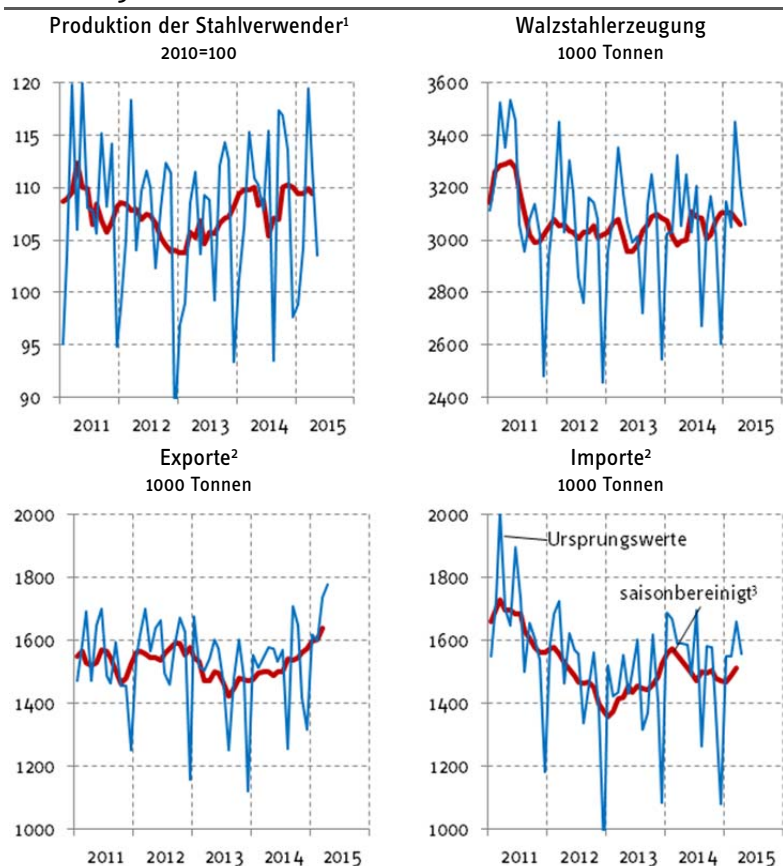 Produktion der Stahlverwender¹
2010=100
120
115
110
105
100
95
90
2011 2012 2013 2014 2015
Walzstahlerzeugung
1000 Tonnen
3600
3400
3200
3000
2800
2600
2400
2011 2012 2013 2014 2015
Exporte²
1000 Tonnen
2000
1800
1600
1400
1200
1000
2011 2012 2013 2014 2015
Importe²
1000 Tonnen
2000
1800
1600
1400
1200
1000
Ursprungswerte
saisonbereinigt³
2011 2012 2013 2014 2015